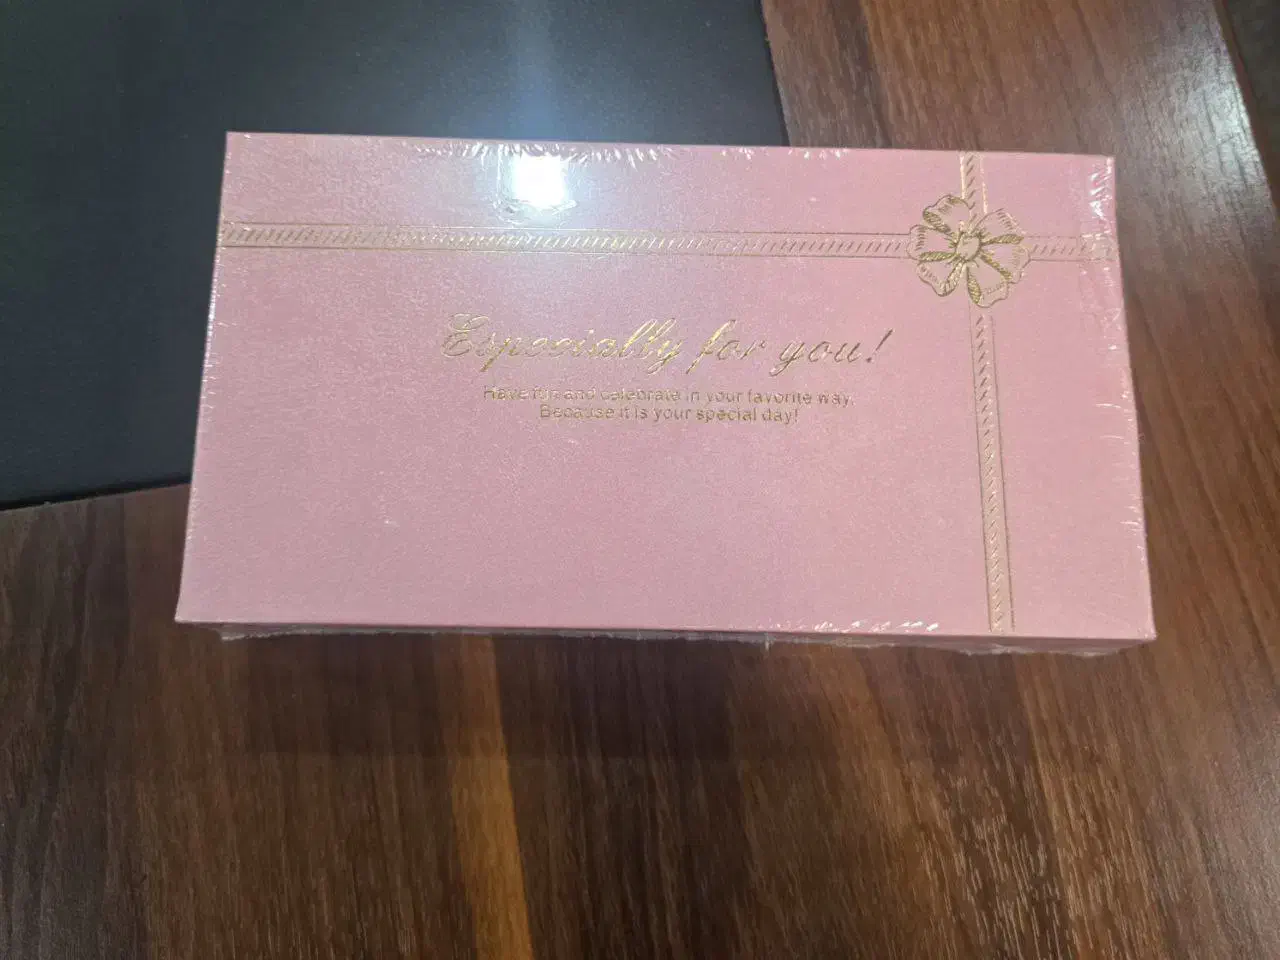 Especially for you!
Have fun and celebrate in your favorite way.
Because it is your special day!